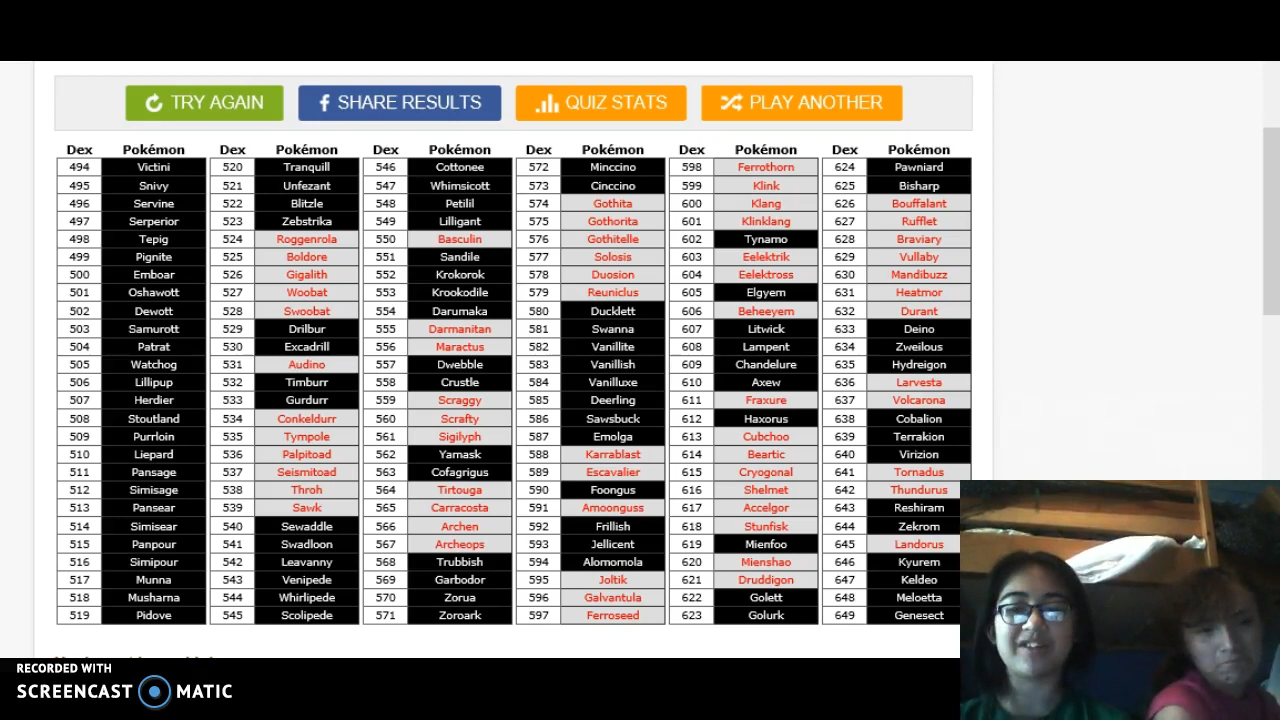 TRY AGAIN SHARE RESULTS QUIZ STATS PLAY ANOTHER
Dex Pokémon Dex Pokémon Dex Pokémon Dex Pokémon Dex Pokémon Dex Pokémon
494 Victini 520 Tranquill 546 Cottonee 572 Minccino 598 Ferrothorn 624 Pawniard
495 Snivy 521 Unfezant 547 Whimsicott 573 Cinccino 599 Klink 625 Bisharp
496 Servine 522 Blitzle 548 Petilil 574 Gothita 600 Klang 626 Bouffalant
497 Serperior 523 Zebstrika 549 Lilligant 575 Gothorita 601 Klinklang 627 Rufflet
498 Tepig 524 Roggenrola 550 Basculin 576 Gothitelle 602 Tynamo 628 Braviary
499 Pignite 525 Boldore 551 Sandile 577 Solosis 603 Eelektrik 629 Vullaby
500 Emboar 526 Gigalith 552 Krokorok 578 Duosion 604 Eelektross 630 Mandibuzz
501 Oshawott 527 Woobat 553 Krookodile 579 Reuniclus 605 Elgyem 631 Heatmor
502 Dewott 528 Swoobat 554 Darumaka 580 Ducklett 606 Beheeyem 632 Durant
503 Samurott 529 Drilbur 555 Darmanitan 581 Swanna 607 Litwick 633 Deino
504 Patrat 530 Excadrill 556 Maractus 582 Vanillite 608 Lampent 634 Zweilous
505 Watchog 531 Audino 557 Dwebble 583 Vanillish 609 Chandelure 635 Hydreigon
506 Lillipup 532 Timburr 558 Crustle 584 Vanilluxe 610 Axew 636 Larvesta
507 Herdier 533 Gurdurr 559 Scraggy 585 Deerling 611 Fraxure 637 Volcarona
508 Stoutland 534 Conkeldurr 560 Scrafty 586 Sawsbuck 612 Haxorus 638 Cobalion
509 Purrloin 535 Tympole 561 Sigilyph 587 Emolga 613 Cubchoo 639 Terrakion
510 Liepard 536 Palpitoad 562 Yamask 588 Karrablast 614 Beartic 640 Virizion
511 Pansage 537 Seismitoad 563 Cofagrigus 589 Escavalier 615 Cryogonal 641 Tornadus
512 Simisage 538 Throh 564 Tirtouga 590 Foongus 616 Shelmet 642 Thundurus
513 Pansear 539 Sawk 565 Carracosta 591 Amoonguss 617 Accelgor 643 Reshiram
514 Simisear 540 Sewaddle 566 Archen 592 Frillish 618 Stunfisk 644 Zekrom
515 Panpour 541 Swadloon 567 Archeops 593 Jellicent 619 Mienfoo 645 Landorus
516 Simipour 542 Leavanny 568 Trubbish 594 Alomomola 620 Mienshao 646 Kyurem
517 Munna 543 Venipede 569 Garbodor 595 Joltik 621 Druddigon 647 Keldeo
518 Musharna 544 Whirlipede 570 Zorua 596 Galvantula 622 Golett 648 Meloetta
519 Pidove 545 Scolipede 571 Zoroark 597 Ferroseed 623 Golurk 649 Genesect
RECORDED WITH
SCREENCAST MATIC